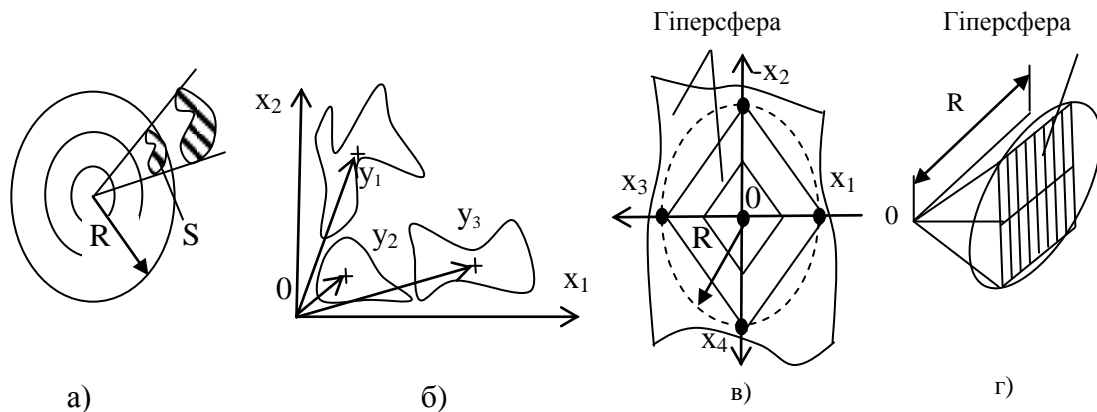 Гіперсфера
Гіперсфера
x₂
-x₂
R
y₁
x₃
x₁
0
R
S
y₂
y₃
R
0
0
x₁
x₄
а)
б)
в)
г)